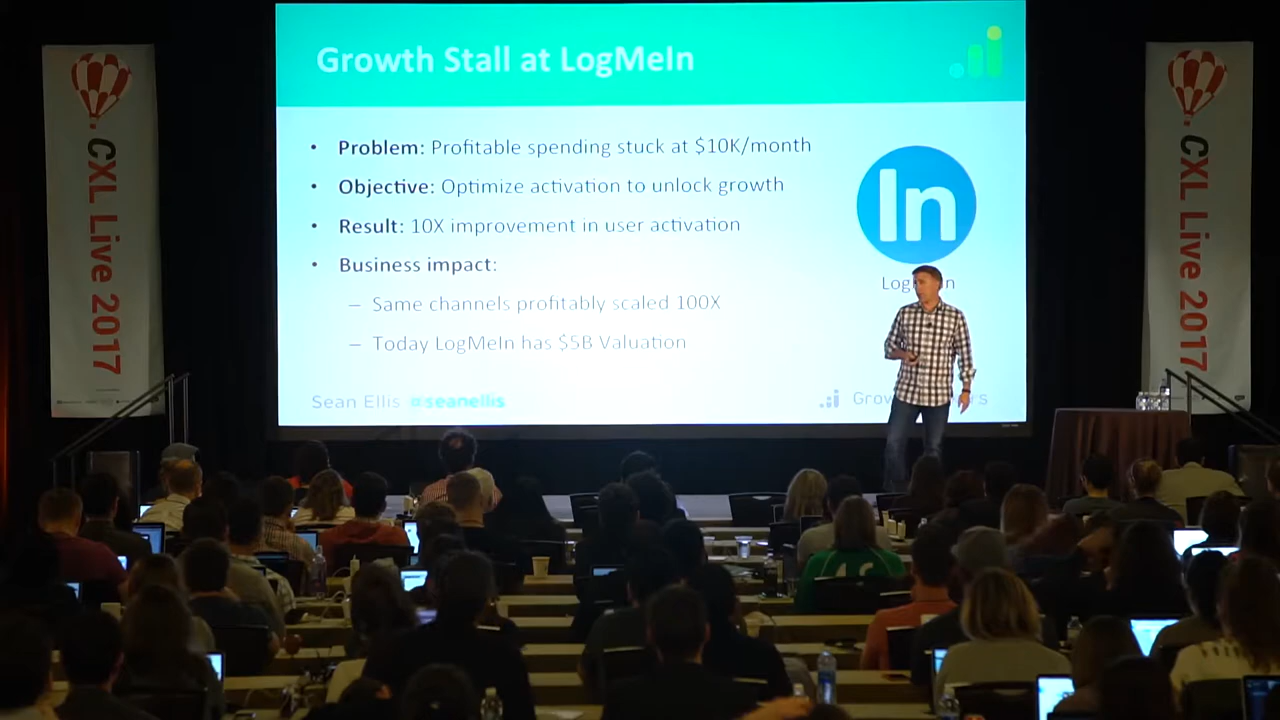 Growth Stall at LogMeIn
• Problem: Profitable spending stuck at $10K/month
• Objective: Optimize activation to unlock growth
• Result: 10X improvement in user activation
• Business impact:
– Same channels profitably scaled 100X
– Today LogMeIn has $5B Valuation
In
Sean Ellis @seanellis
CXL Live 2017
CXL Live 2017